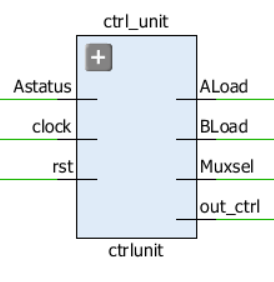 ctrl_unit
Astatus
ALoad
clock
BLoad
rst
Muxsel
out_ctrl
ctrlunit